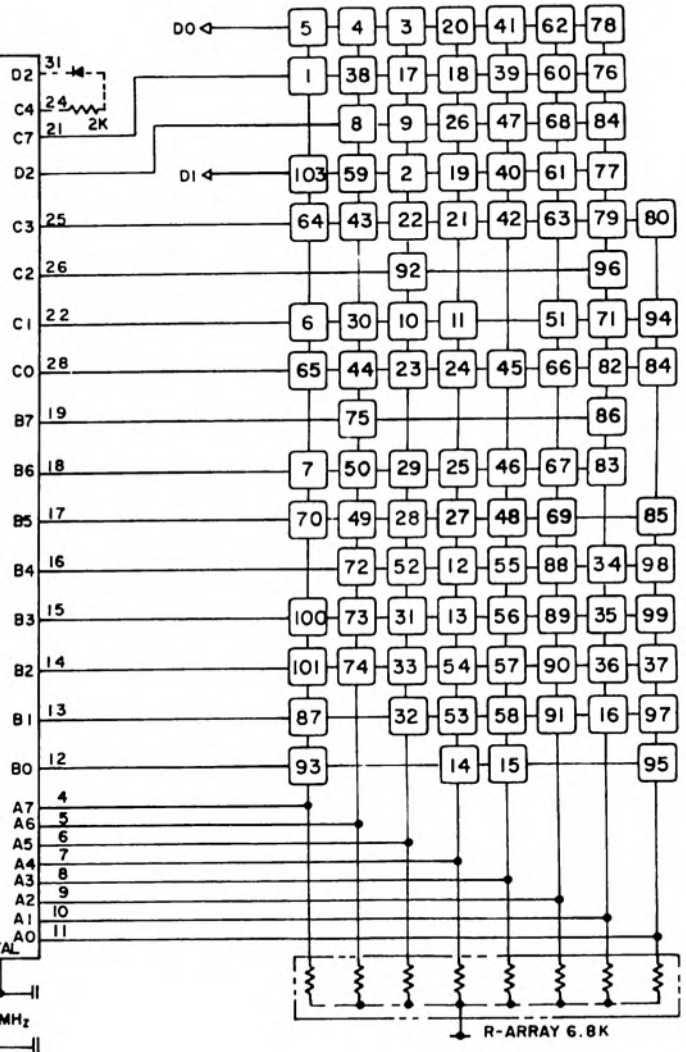 D0 5 4 3 20 41 62 78
D2 31
1 38 17 18 39 60 76
C4 24 2K
C7 21
8 9 26 47 68 84
D2 D1 103 59 2 19 40 61 77
C3 25 64 43 22 21 42 63 79 80
C2 26 92 96
C1 22 6 30 10 11 51 71 94
C0 28 65 44 23 24 45 66 82 84
B7 19 75 86
B6 18 7 50 29 25 46 67 83
B5 17 70 49 28 27 48 69 85
B4 16 72 52 12 55 88 34 98
B3 15 100 73 31 13 56 89 35 99
B2 14 101 74 33 54 57 90 36 37
B1 13 87 32 53 58 91 16 97
B0 12 93 14 15 95
A7 4
A6 5
A5 6
A4 7
A3 8
A2 9
A1 10
A0 11
TAL
MHz
R-ARRAY 6.8K